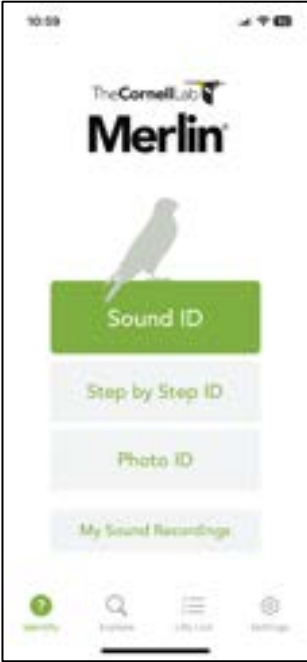 10:59
TheCornellLab
Merlin
Sound ID
Step by Step ID
Photo ID
My Sound Recordings
Identify Explore Life List Settings